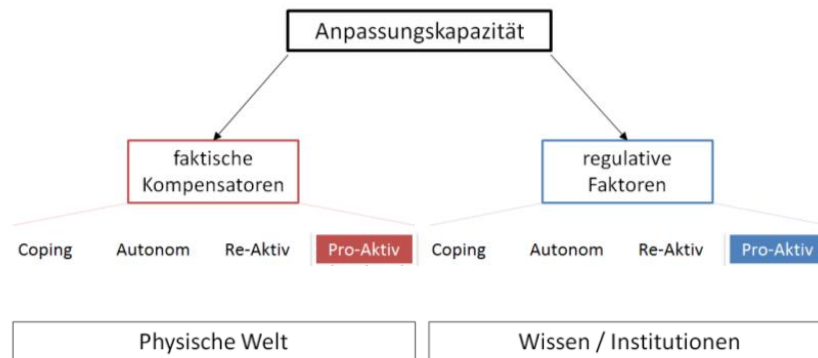 Anpassungskapazität
faktische
Kompensatoren
regulative
Faktoren
Coping Autonom Re-Aktiv Pro-Aktiv Coping Autonom Re-Aktiv Pro-Aktiv
Physische Welt
Wissen / Institutionen